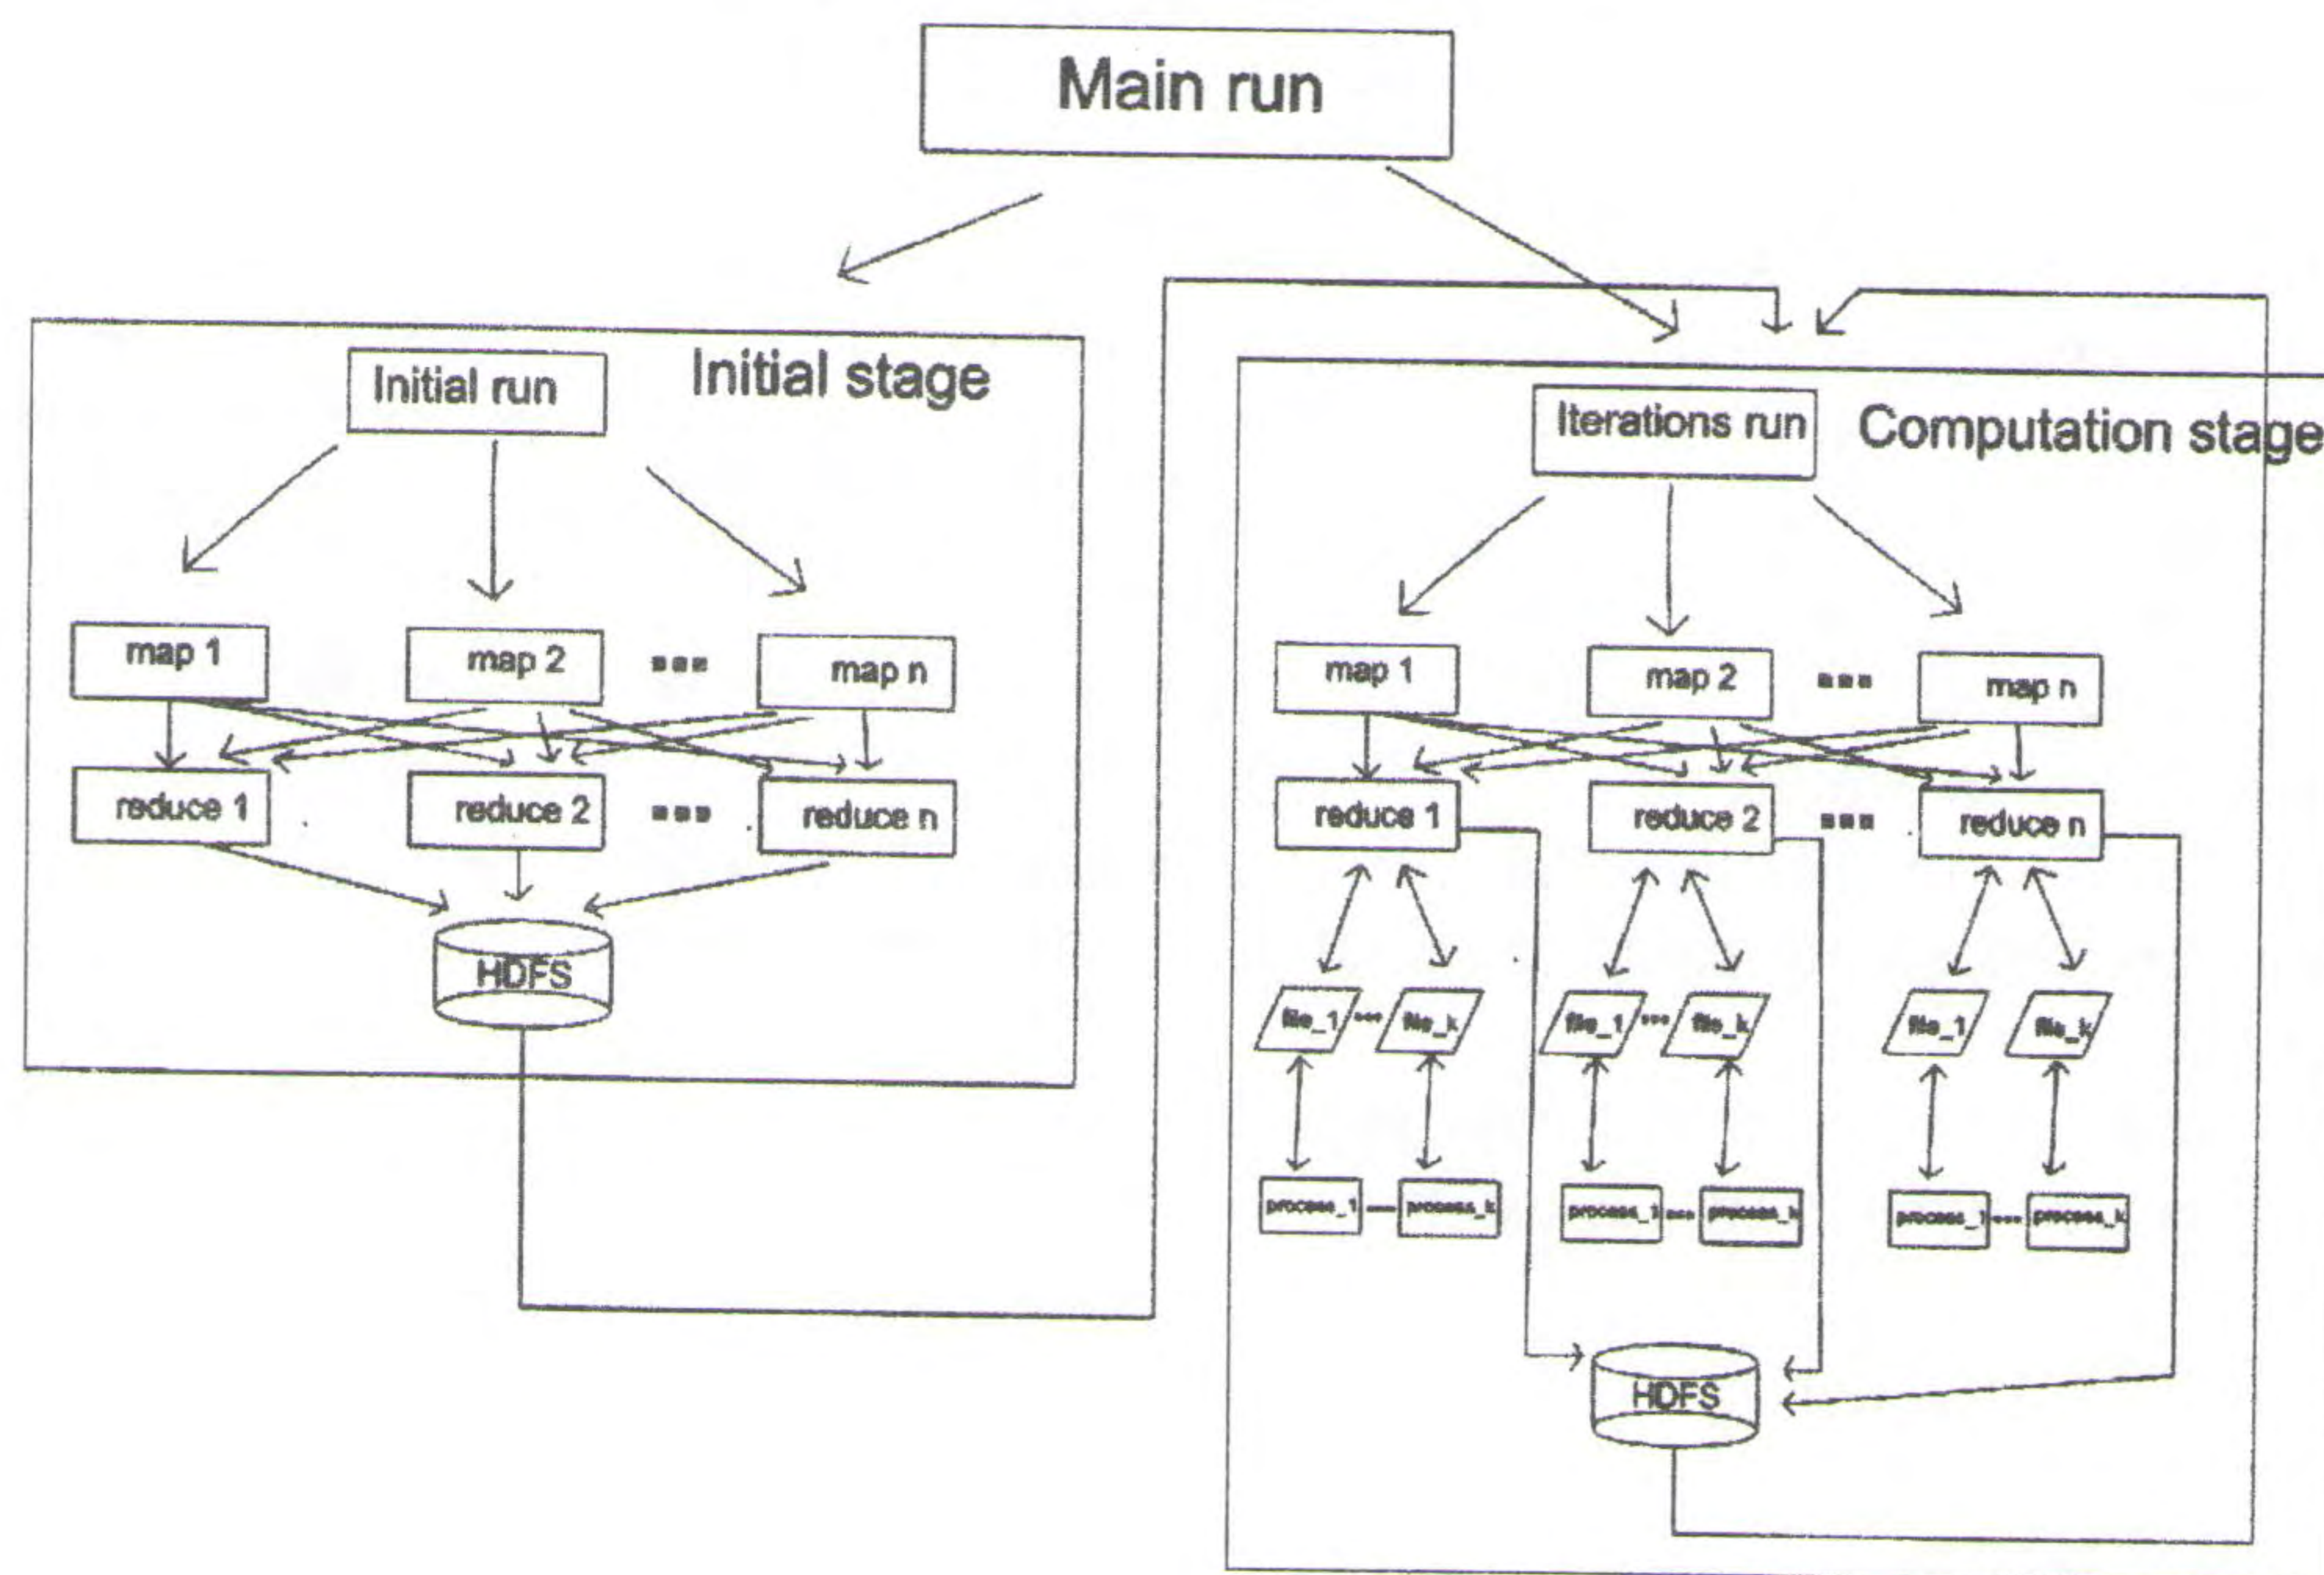 Main run
Initial run
Initial stage
map 1
map 2
map n
reduce 1
reduce 2
reduce n
HDFS
Iterations run
Computation stage
map 1
map 2
map n
reduce 1
reduce 2
reduce n
file_1
file_k
file_1
file_k
file_1
file_k
process_1
process_k
process_1
process_k
process_1
process_k
HDFS